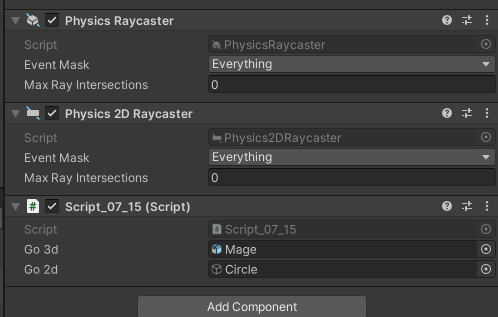 Physics Raycaster
Script PhysicsRaycaster
Event Mask Everything
Max Ray Intersections 0
Physics 2D Raycaster
Script Physics2DRaycaster
Event Mask Everything
Max Ray Intersections 0
# Script_07_15 (Script)
Script Script_07_15
Go 3d Mage
Go 2d Circle
Add Component